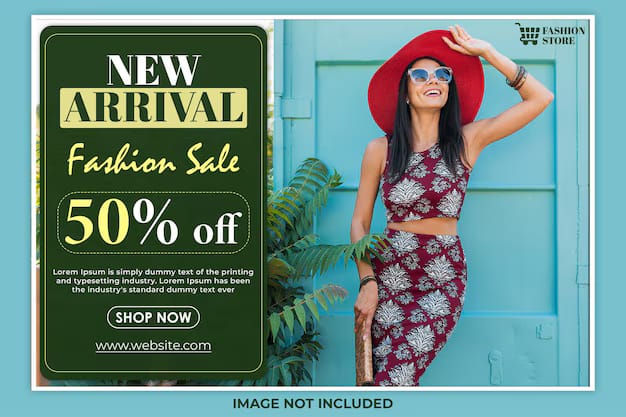 NEW
ARRIVAL
Fashion Sale
50% off
Lorem Ipsum is simply dummy text of the printing
and typesetting industry. Lorem Ipsum has been the
industry's standard dummy text ever
SHOP NOW
www.website.com
FASHION
STORE
IMAGE NOT INCLUDED